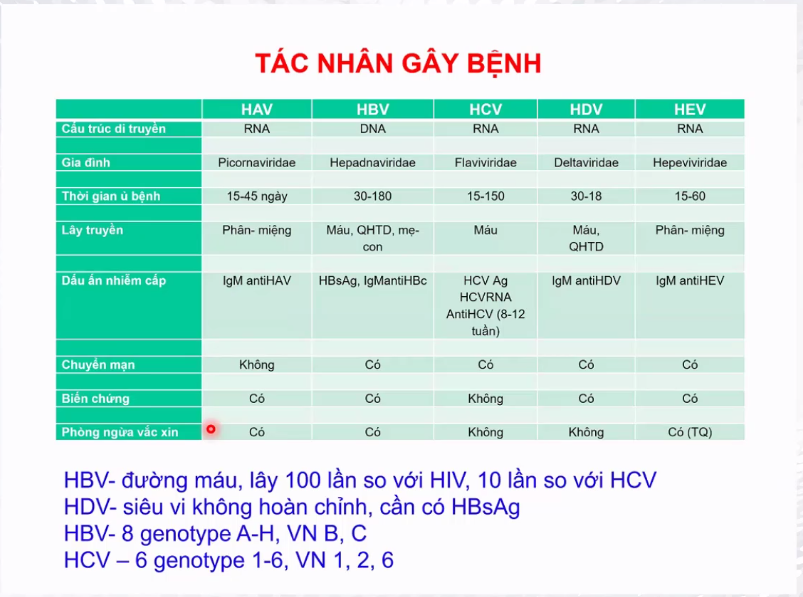 TÁC NHÂN GÂY BỆNH
HAV HBV HCV HDV HEV
Cấu trúc di truyền RNA DNA RNA RNA RNA
Gia đình Picornaviridae Hepadnaviridae Flaviviridae Deltaviridae Hepeviviridae
Thời gian ủ bệnh 15-45 ngày 30-180 15-150 30-18 15-60
Lây truyền Phân- miệng Máu, QHTD, mẹ- Máu Máu, Phân- miệng
con QHTD
Dấu ấn nhiễm cấp IgM antiHAV HBsAg, IgMantiHBc HCV Ag IgM antiHDV IgM antiHEV
HCVRNA
AntiHCV (8-12
tuần)
Chuyển mạn Không Có Có Có Có
Biến chứng Có Có Không Có Có
Phòng ngừa vắc xin Có Có Không Không Có (TQ)
HBV- đường máu, lây 100 lần so với HIV, 10 lần so với HCV
HDV- siêu vi không hoàn chỉnh, cần có HBsAg
HBV- 8 genotype A-H, VN B, C
HCV – 6 genotype 1-6, VN 1, 2, 6